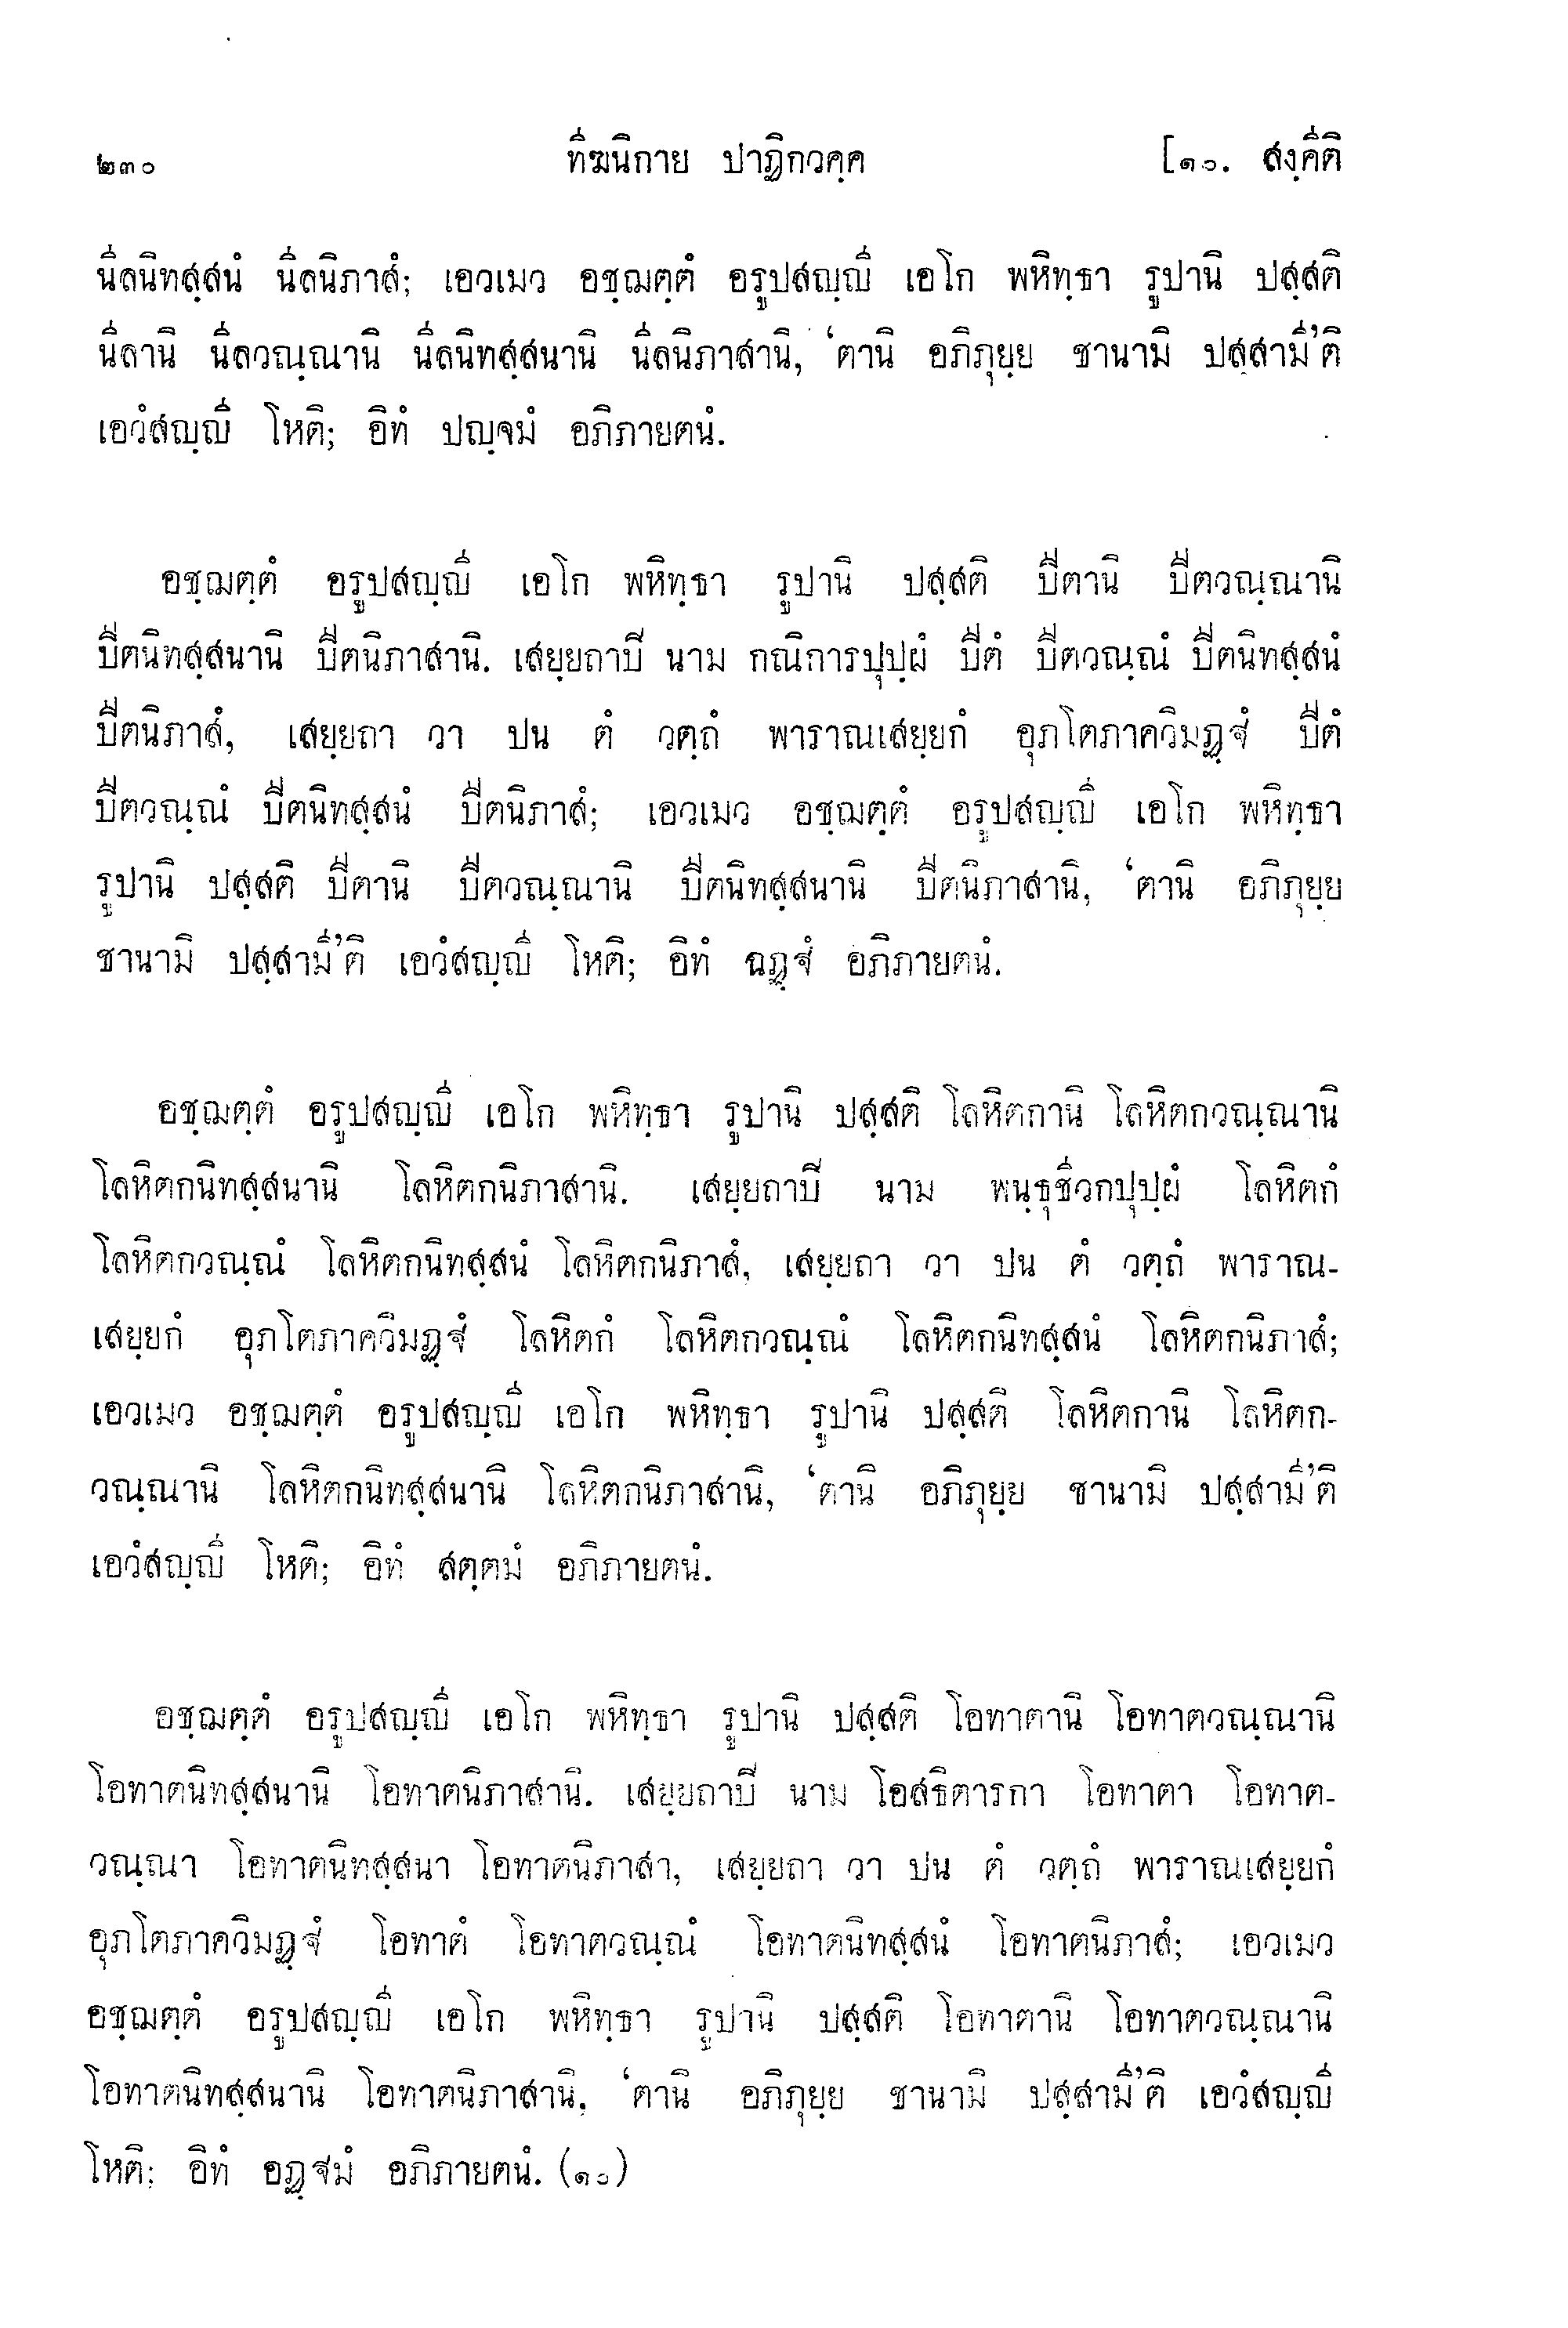 ๒๓๐ ทีฆนิกาย ปาฏิกวคฺค [๑๐. สงฺคีติ
นีลนิทสฺสนํ นีลนิภาสํ; เอวเมว อชฺฌตฺตํ อรูปสญฺญี เอโก พหิทฺธา รูปานิ ปสฺสติ
นีลานิ นีลวณฺณานิ นีลนิทสฺสนานิ นีลนิภาสานิ, ‘ตานิ อภิภุยฺย ชานามิ ปสฺสามี’ติ
เอวํสญฺญี โหติ; อิทํ ปญฺจมํ อภิภายตนํ.
อชฺฌตฺตํ อรูปสญฺญี เอโก พหิทฺธา รูปานิ ปสฺสติ ปีตานิ ปีตวณฺณานิ
ปีตนิทสฺสนานิ ปีตนิภาสานิ. เสยฺยถาปิ นาม กณิการปุปฺผํ ปีตํ ปีตวณฺณํ ปีตนิทสฺสนํ
ปีตนิภาสํ, เสยฺยถา วา ปน ตํ วตฺถํ พาราณเสยฺยกํ อุภโตภาควิมฏฺฐํ ปีตํ
ปีตวณฺณํ ปีตนิทสฺสนํ ปีตนิภาสํ; เอวเมว อชฺฌตฺตํ อรูปสญฺญี เอโก พหิทฺธา
รูปานิ ปสฺสติ ปีตานิ ปีตวณฺณานิ ปีตนิทสฺสนานิ ปีตนิภาสานิ, ‘ตานิ อภิภุยฺย
ชานามิ ปสฺสามี’ติ เอวํสญฺญี โหติ; อิทํ ฉฏฺฐํ อภิภายตนํ.
อชฺฌตฺตํ อรูปสญฺญี เอโก พหิทฺธา รูปานิ ปสฺสติ โลหิตกานิ โลหิตกวณฺณานิ
โลหิตกนิทสฺสนานิ โลหิตกนิภาสานิ. เสยฺยถาปิ นาม พนฺธุชีวกปุปฺผํ โลหิตกํ
โลหิตกวณฺณํ โลหิตกนิทสฺสนํ โลหิตกนิภาสํ, เสยฺยถา วา ปน ตํ วตฺถํ พาราณ-
เสยฺยกํ อุภโตภาควิมฏฺฐํ โลหิตกํ โลหิตกวณฺณํ โลหิตกนิทสฺสนํ โลหิตกนิภาสํ;
เอวเมว อชฺฌตฺตํ อรูปสญฺญี เอโก พหิทฺธา รูปานิ ปสฺสติ โลหิตกานิ โลหิตก-
วณฺณานิ โลหิตกนิทสฺสนานิ โลหิตกนิภาสานิ, ‘ตานิ อภิภุยฺย ชานามิ ปสฺสามี’ติ
เอวํสญฺญี โหติ; อิทํ สตฺตมํ อภิภายตนํ.
อชฺฌตฺตํ อรูปสญฺญี เอโก พหิทฺธา รูปานิ ปสฺสติ โอทาตานิ โอทาตวณฺณานิ
โอทาตนิทสฺสนานิ โอทาตนิภาสานิ. เสยฺยถาปิ นาม โอสธิตารกา โอทาตา โอทาต-
วณฺณา โอทาตนิทสฺสนา โอทาตนิภาสา, เสยฺยถา วา ปน ตํ วตฺถํ พาราณเสยฺยกํ
อุภโตภาควิมฏฺฐํ โอทาตํ โอทาตวณฺณํ โอทาตนิทสฺสนํ โอทาตนิภาสํ; เอวเมว
อชฺฌตฺตํ อรูปสญฺญี เอโก พหิทฺธา รูปานิ ปสฺสติ โอทาตานิ โอทาตวณฺณานิ
โอทาตนิทสฺสนานิ โอทาตนิภาสานิ, ‘ตานิ อภิภุยฺย ชานามิ ปสฺสามี’ติ เอวํสญฺญี
โหติ; อิทํ อฏฺฐมํ อภิภายตนํ. (๑๐)